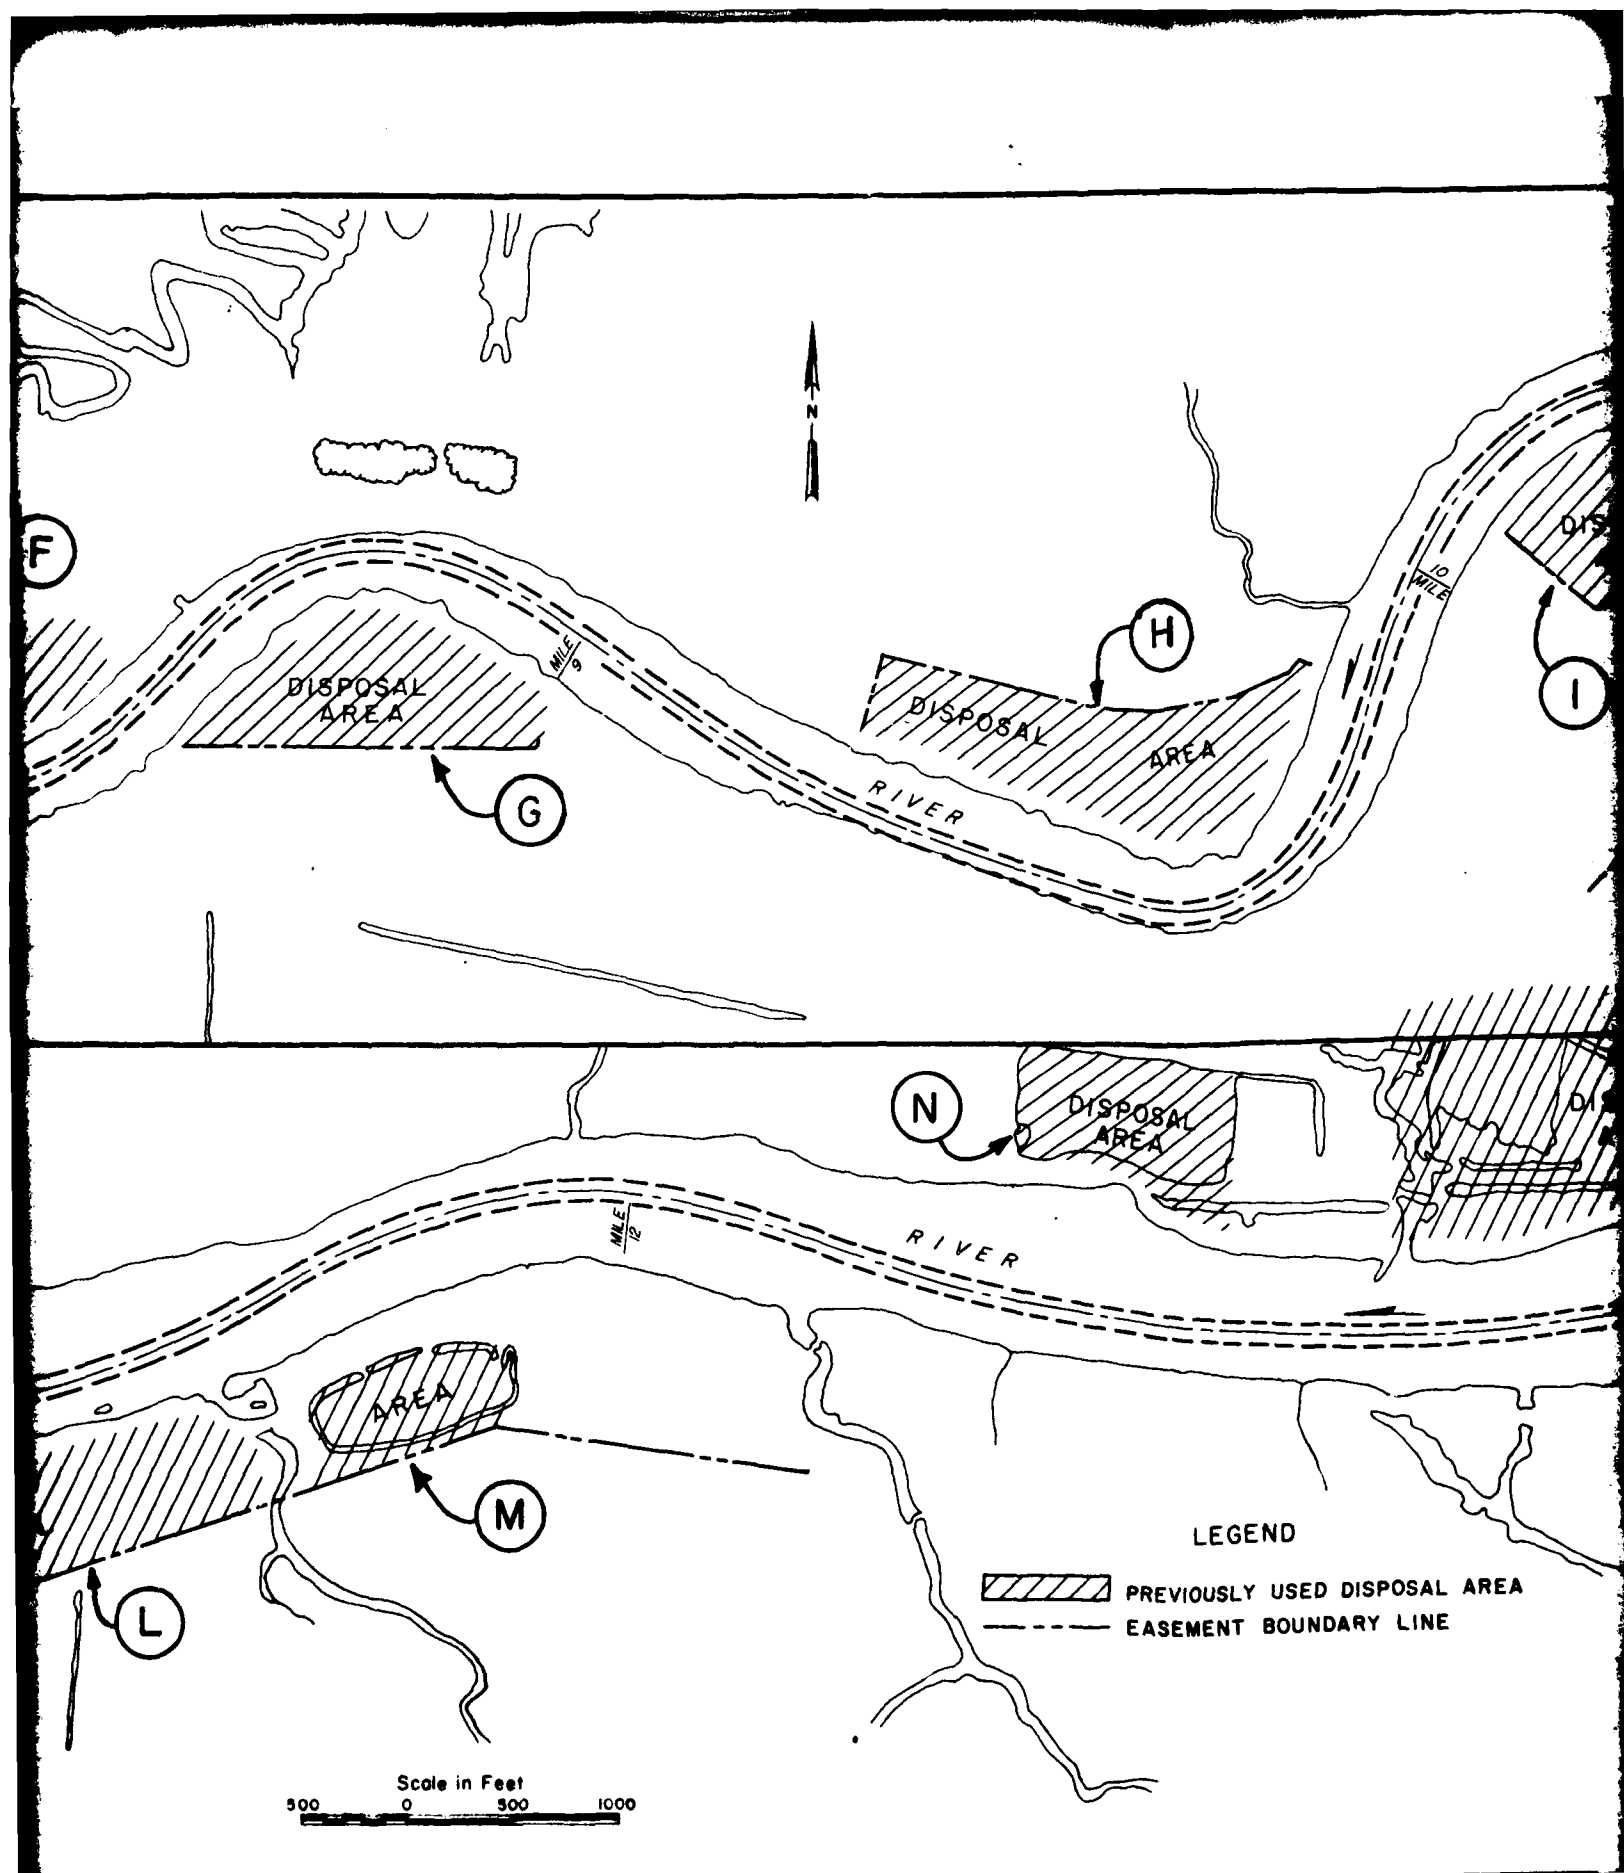 N
F
10
MILE
DIS
H
MILE
9
DISPOSAL
AREA
DISPOSAL
AREA
I
G
RIVER
N
DISPOSAL
AREA
DIS
MILE
12
RIVER
AREA
M
L
LEGEND
PREVIOUSLY USED DISPOSAL AREA
EASEMENT BOUNDARY LINE
Scale in Feet
500 0 500 1000